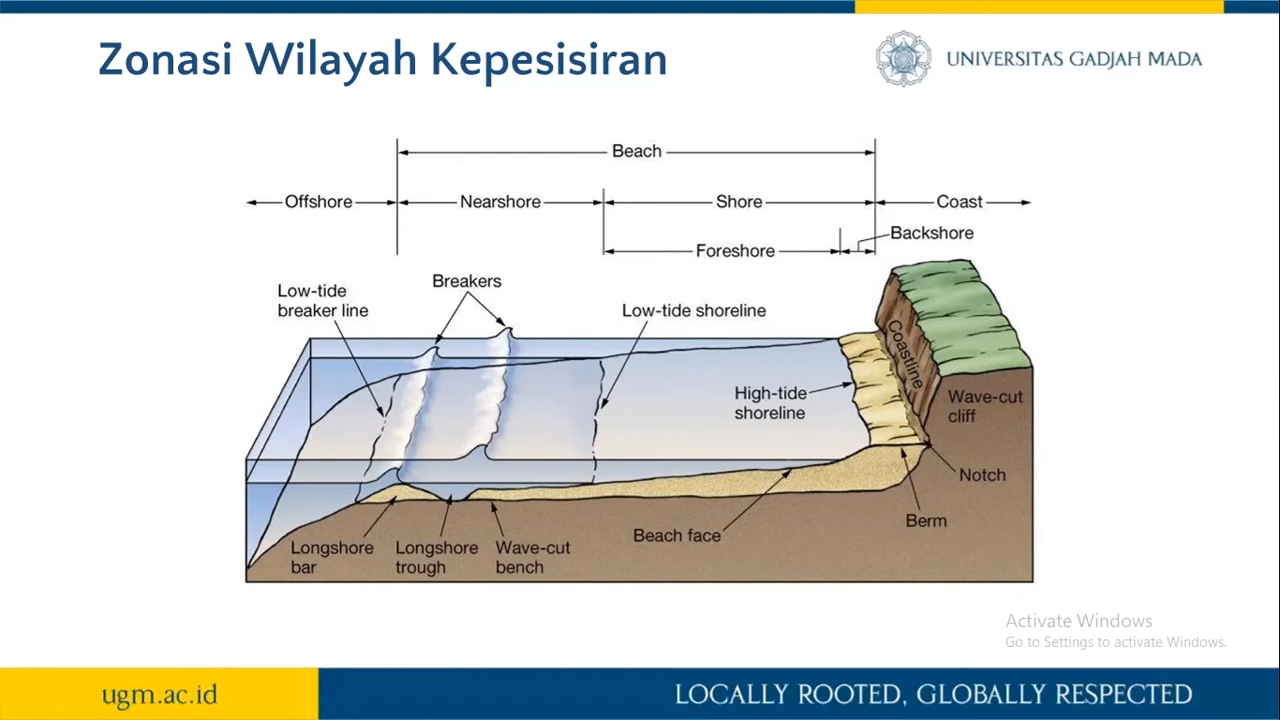 Zonasi Wilayah Kepesisiran
UNIVERSITAS GADJAH MADA
Beach
Offshore
Nearshore
Shore
Coast
Backshore
Foreshore
Breakers
Low-tide
breaker line
Low-tide shoreline
Coastline
High-tide
shoreline
Wave-cut
cliff
Notch
Berm
Beach face
Longshore
bar
Longshore
trough
Wave-cut
bench
Activate Windows
Go to Settings to activate Windows.
ugm.ac.id
LOCALLY ROOTED, GLOBALLY RESPECTED